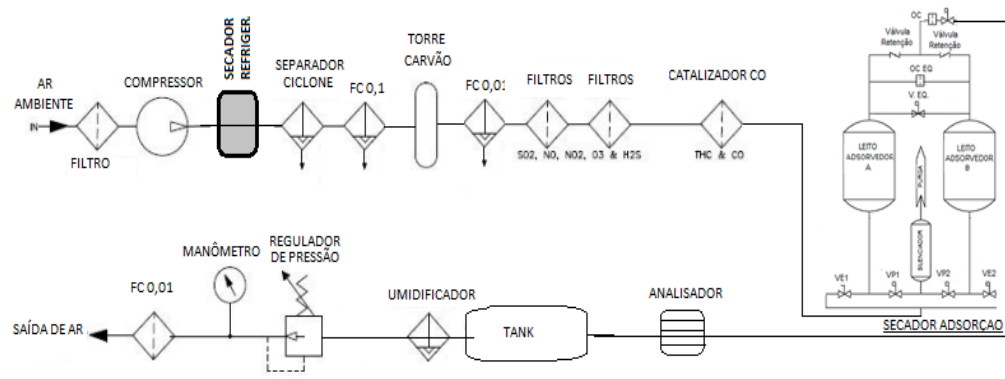 AR
AMBIENTE
IN
FILTRO
COMPRESSOR
SECADOR
REFRIGER.
SEPARADOR
CICLONE
FC 0,1
TORRE
CARVÃO
FC 0,01
FILTROS
FILTROS
SO2, NO, NO2, O3 & H2S
CATALIZADOR CO
THC & CO
OC
Válvula
Retenção
Válvula
Retenção
OC EQ
V. EQ.
LEITO
ADSORVEDOR
A
PURGA
LEITO
ADSORVEDOR
B
SILENCIADOR
VE1
VP1
VP2
VE2
SECADOR ADSORÇAO
SAÍDA DE AR
FC 0,01
MANÔMETRO
REGULADOR
DE PRESSÃO
UMIDIFICADOR
TANK
ANALISADOR